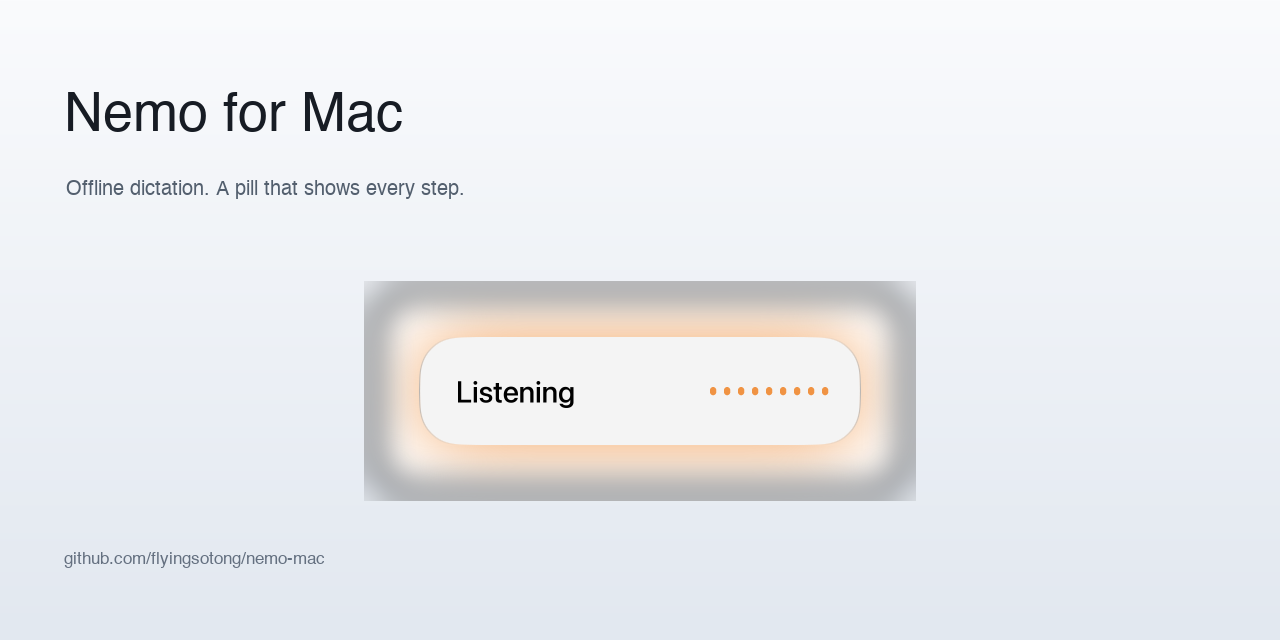 Nemo for Mac
Offline dictation. A pill that shows every step.
Listening
github.com/flyingsotong/nemo-mac